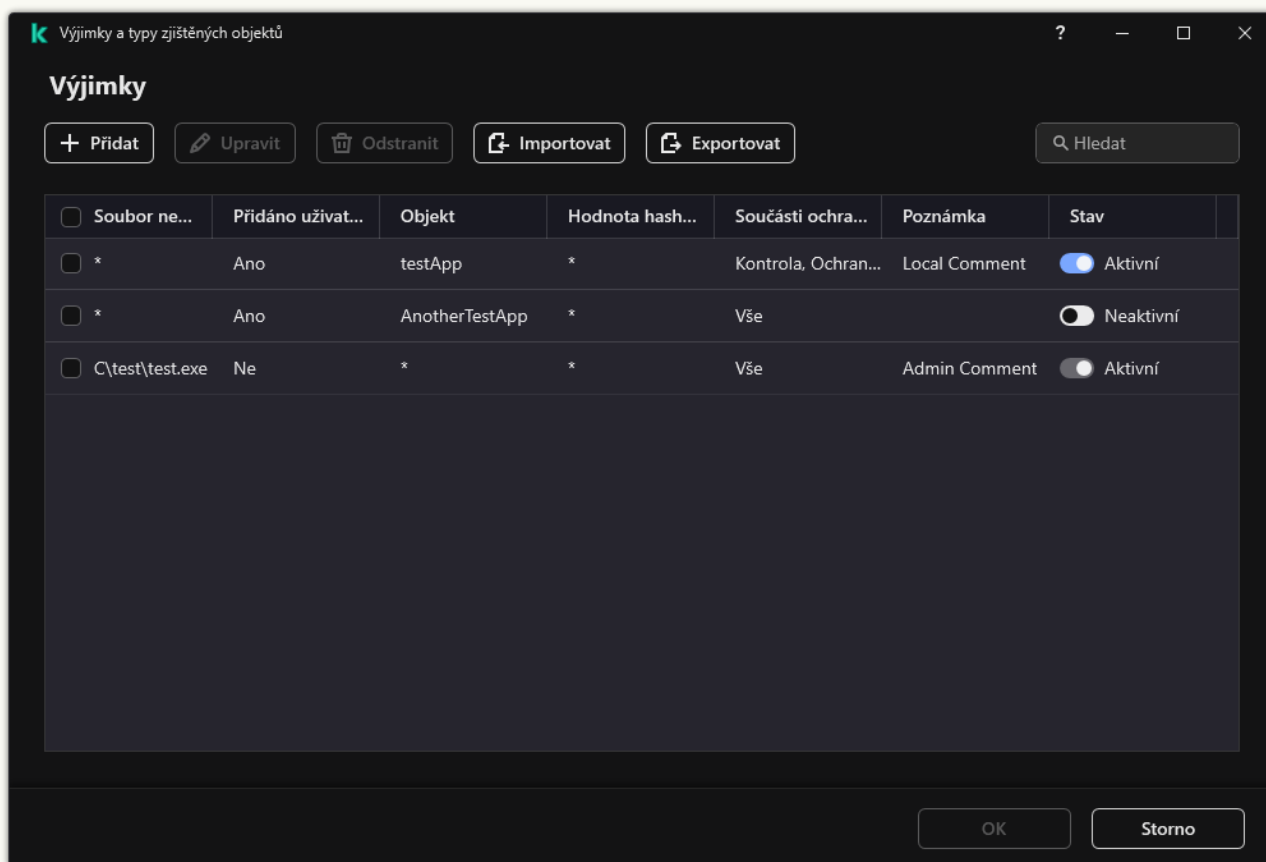 Výjimky a typy zjištěných objektů ?
Výjimky
Přidat Upravit Odstranit Importovat Exportovat Hledat
Soubor ne... Přidáno uživat... Objekt Hodnota hash... Součásti ochra... Poznámka Stav
* Ano testApp * Kontrola, Ochran... Local Comment Aktivní
* Ano AnotherTestApp * Vše Neaktivní
C\test\test.exe Ne * * Vše Admin Comment Aktivní
OK Storno